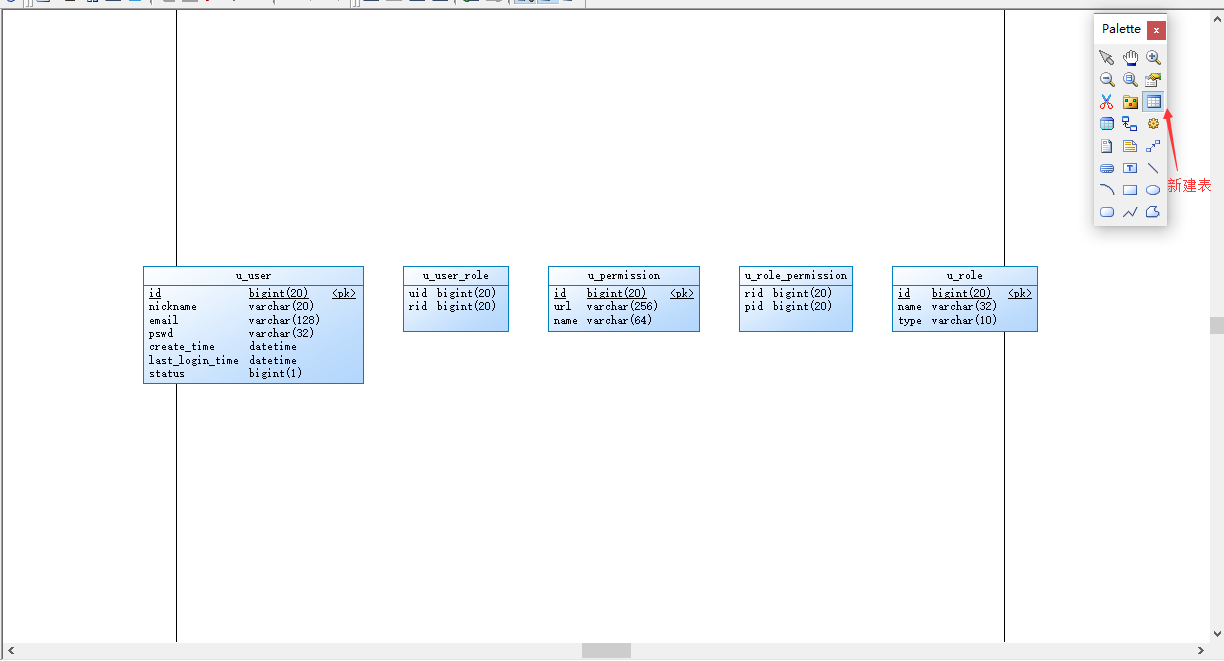 Palette
x
新建表
u_user
id bigint(20) <pk>
nickname varchar(20)
email varchar(128)
pswd varchar(32)
create_time datetime
last_login_time datetime
status bigint(1)
u_user_role
uid bigint(20)
rid bigint(20)
u_permission
id bigint(20) <pk>
url varchar(256)
name varchar(64)
u_role_permission
rid bigint(20)
pid bigint(20)
u_role
id bigint(20) <pk>
name varchar(32)
type varchar(10)